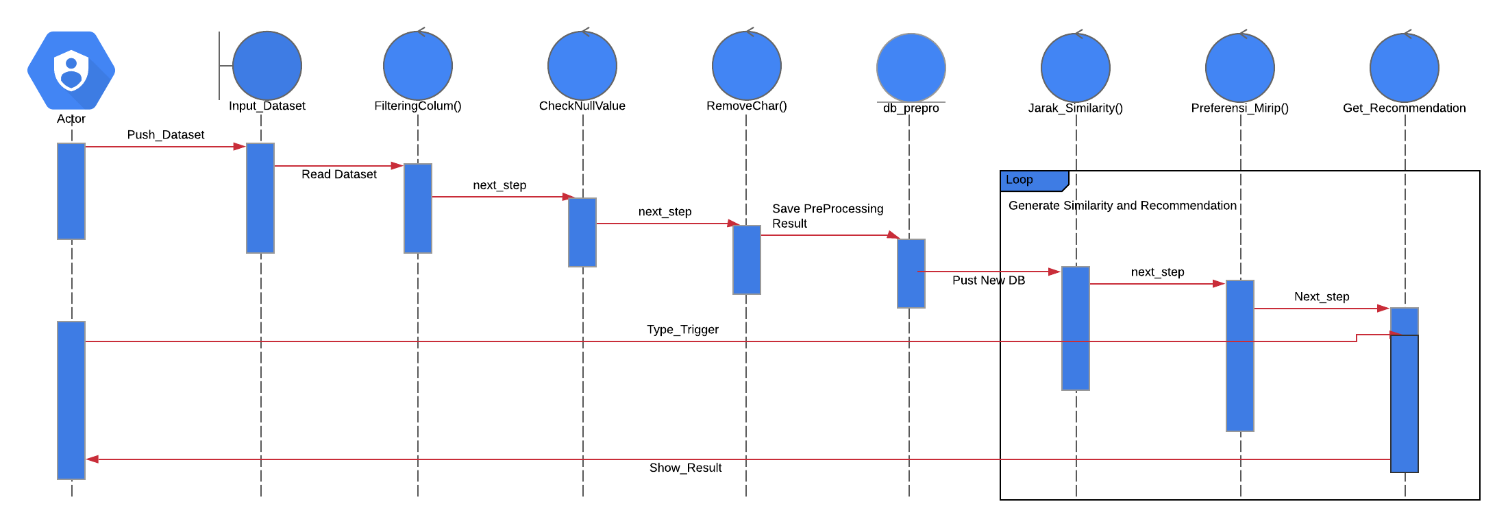 Actor
Input_Dataset
FilteringColum()
CheckNullValue
RemoveChar()
db_prepro
Jarak_Similarity()
Preferensi_Mirip()
Get_Recommendation
Push_Dataset
Read Dataset
next_step
next_step
Save PreProcessing
Result
Loop
Generate Similarity and Recommendation
Pust New DB
next_step
Next_step
Type_Trigger
Show_Result